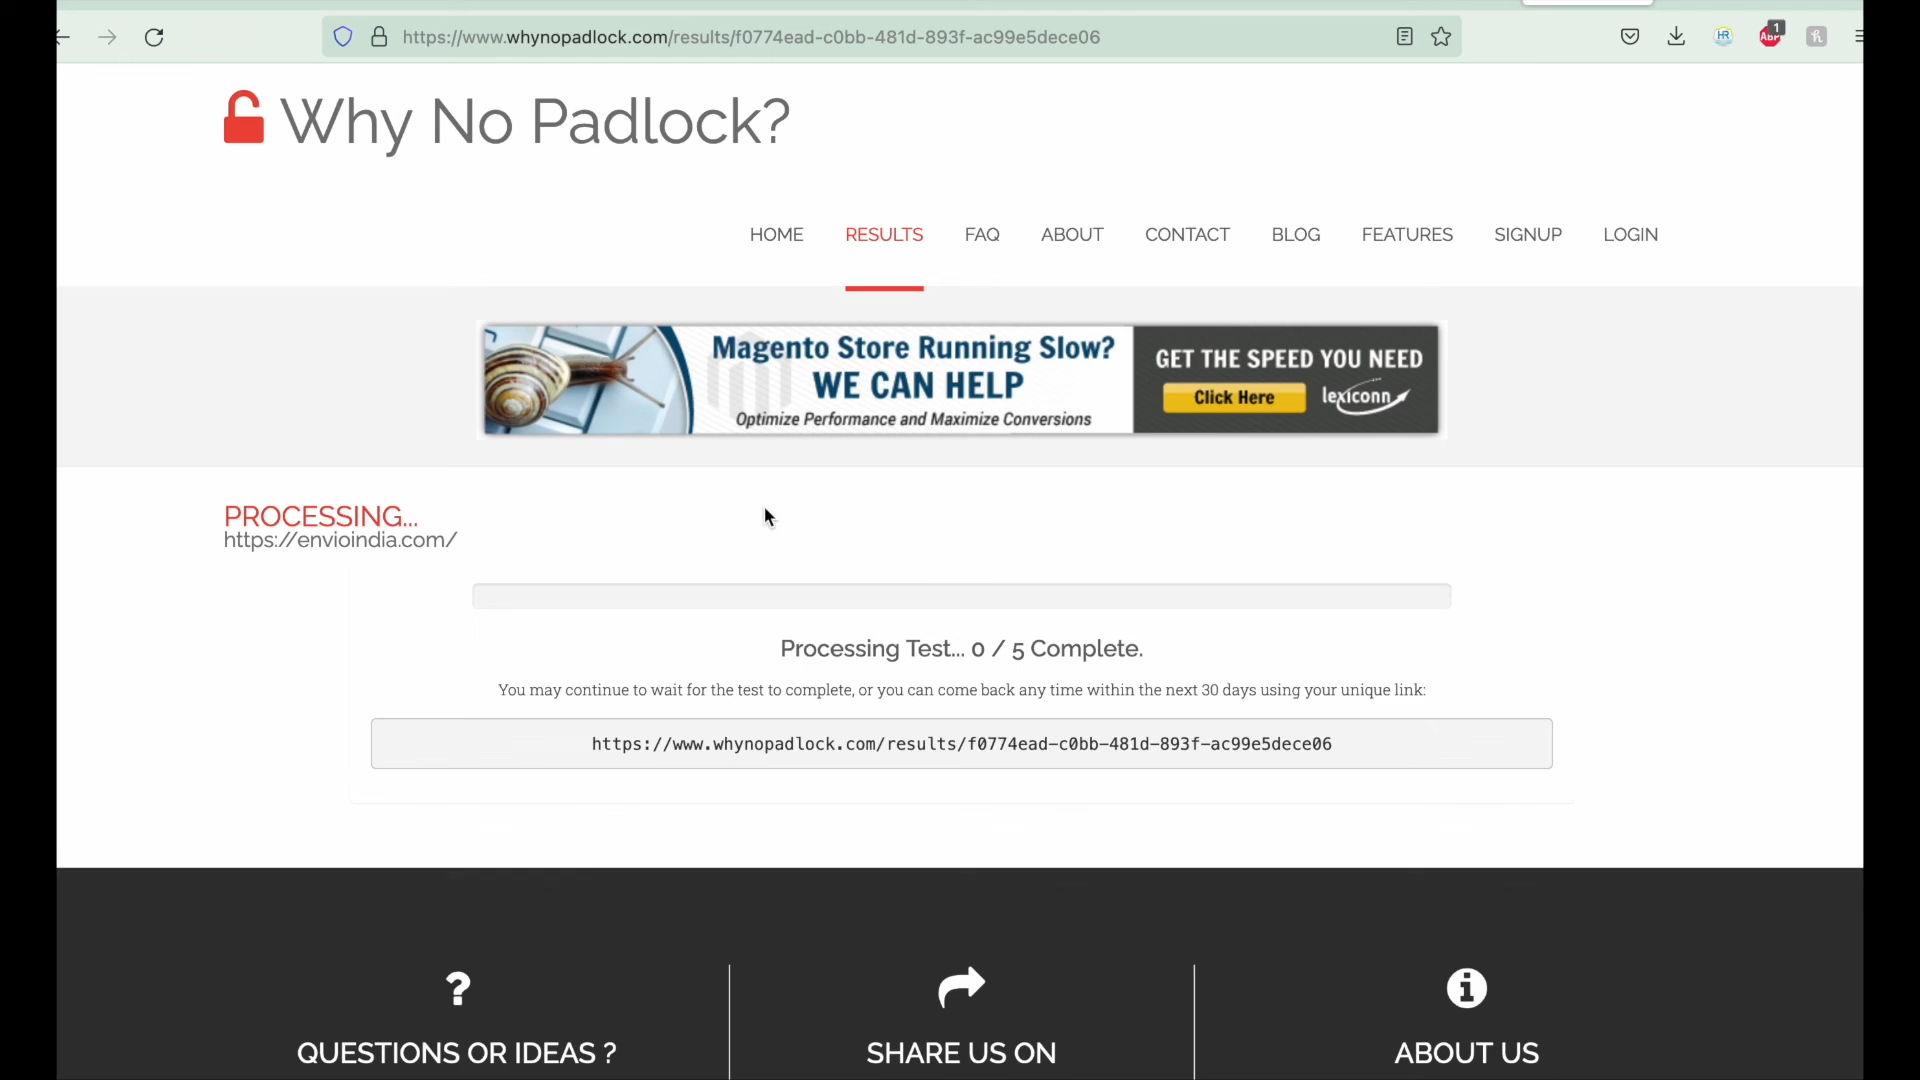 https://www.whynopadlock.com/results/f0774ead-c0bb-481d-893f-ac99e5dece06
HR
ABP
1
Why No Padlock?
HOME RESULTS FAQ ABOUT CONTACT BLOG FEATURES SIGNUP LOGIN
Magento Store Running Slow?
WE CAN HELP
Optimize Performance and Maximize Conversions
GET THE SPEED YOU NEED
Click Here
lexiconn
PROCESSING...
https://envioindia.com/
Processing Test... 0 / 5 Complete.
You may continue to wait for the test to complete, or you can come back any time within the next 30 days using your unique link:
https://www.whynopadlock.com/results/f0774ead-c0bb-481d-893f-ac99e5dece06
QUESTIONS OR IDEAS ?
SHARE US ON
ABOUT US